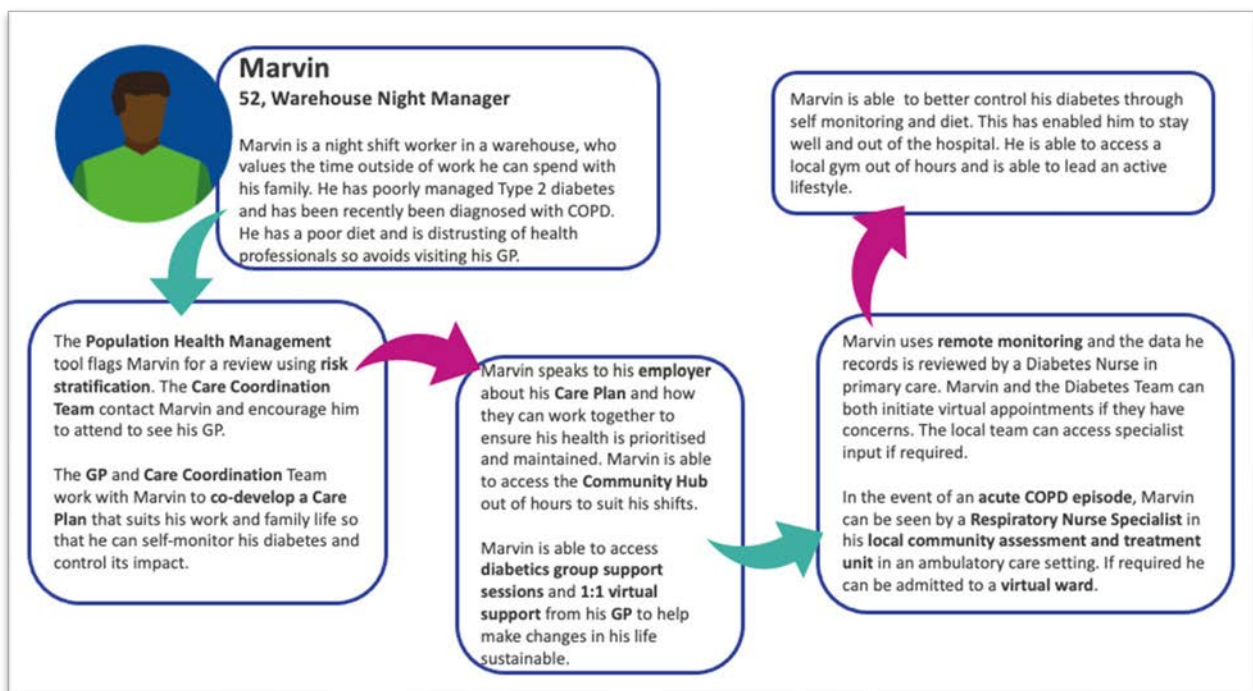 Marvin
52, Warehouse Night Manager
Marvin is a night shift worker in a warehouse, who
values the time outside of work he can spend with
his family. He has poorly managed Type 2 diabetes
and has been recently been diagnosed with COPD.
He has a poor diet and is distrusting of health
professionals so avoids visiting his GP.
The Population Health Management
tool flags Marvin for a review using risk
stratification. The Care Coordination
Team contact Marvin and encourage him
to attend to see his GP.
The GP and Care Coordination Team
work with Marvin to co-develop a Care
Plan that suits his work and family life so
that he can self-monitor his diabetes and
control its impact.
Marvin speaks to his employer
about his Care Plan and how
they can work together to
ensure his health is prioritised
and maintained. Marvin is able
to access the Community Hub
out of hours to suit his shifts.
Marvin is able to access
diabetics group support
sessions and 1:1 virtual
support from his GP to help
make changes in his life
sustainable.
Marvin uses remote monitoring and the data he
records is reviewed by a Diabetes Nurse in
primary care. Marvin and the Diabetes Team can
both initiate virtual appointments if they have
concerns. The local team can access specialist
input if required.
In the event of an acute COPD episode, Marvin
can be seen by a Respiratory Nurse Specialist in
his local community assessment and treatment
unit in an ambulatory care setting. If required he
can be admitted to a virtual ward.
Marvin is able to better control his diabetes through
self monitoring and diet. This has enabled him to stay
well and out of the hospital. He is able to access a
local gym out of hours and is able to lead an active
lifestyle.